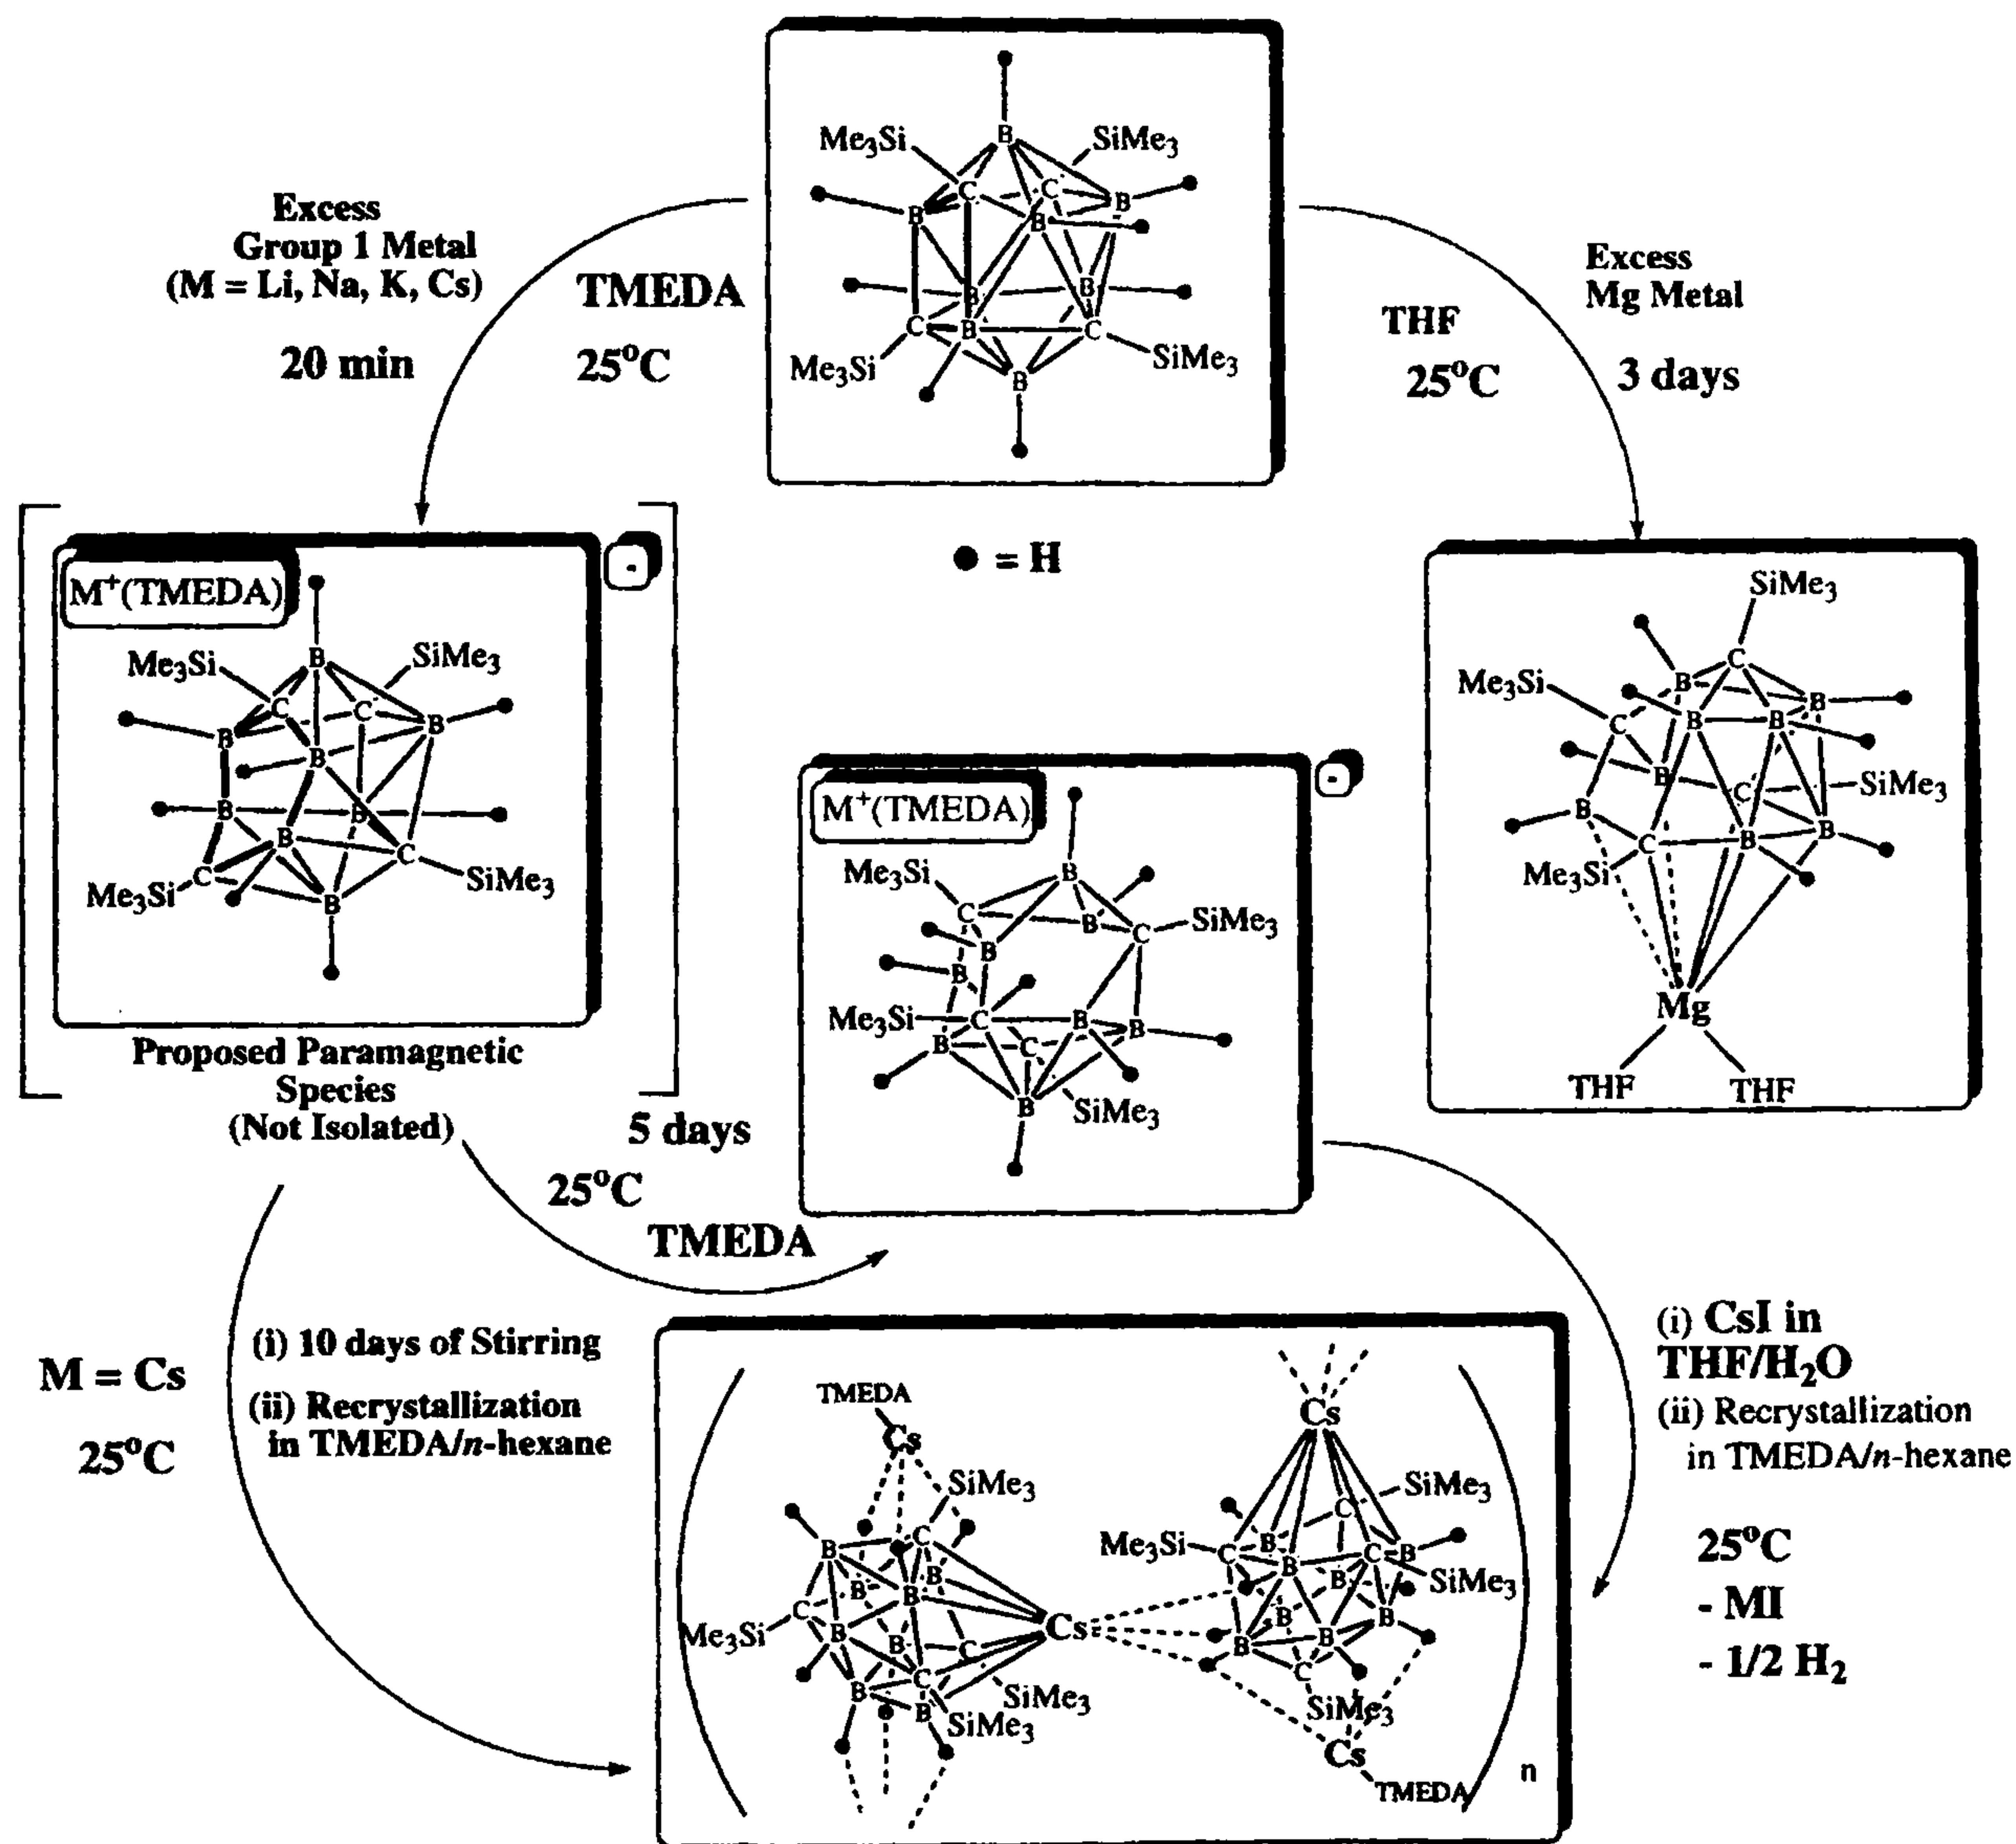 B
Me₃Si
SiMe₃
C
C
B
B
B
B
B
C
B
C
Me₃Si
SiMe₃
B
Excess
Group 1 Metal
(M = Li, Na, K, Cs)
20 min
TMEDA
25°C
THF
25°C
Excess
Mg Metal
3 days
● = H
M⁺(TMEDA)
-
B
Me₃Si
SiMe₃
C
C
B
B
B
B
B
B
C
C
Me₃Si
SiMe₃
B
Proposed Paramagnetic
Species
(Not Isolated)
5 days
25°C
TMEDA
M⁺(TMEDA)
-
B
Me₃Si
C
B
C
SiMe₃
B
B
Me₃Si
C
B
B
B
C
B
SiMe₃
SiMe₃
C
B
B
Me₃Si
C
B
B
B
C
SiMe₃
B
C
B
B
Me₃Si
Mg
THF
THF
M = Cs
25°C
(i) 10 days of Stirring
(ii) Recrystallization
in TMEDA/n-hexane
(i) CsI in
THF/H₂O
(ii) Recrystallization
in TMEDA/n-hexane
25°C
- MI
- 1/2 H₂
TMEDA
Cs
SiMe₃
B
C
B
B
B
C
B
Me₃Si
B
C
C
B
B
SiMe₃
SiMe₃
Cs
Cs
SiMe₃
C
Me₃Si
C
B
B
C
B
SiMe₃
B
B
B
B
B
C
SiMe₃
Cs
TMEDA
n